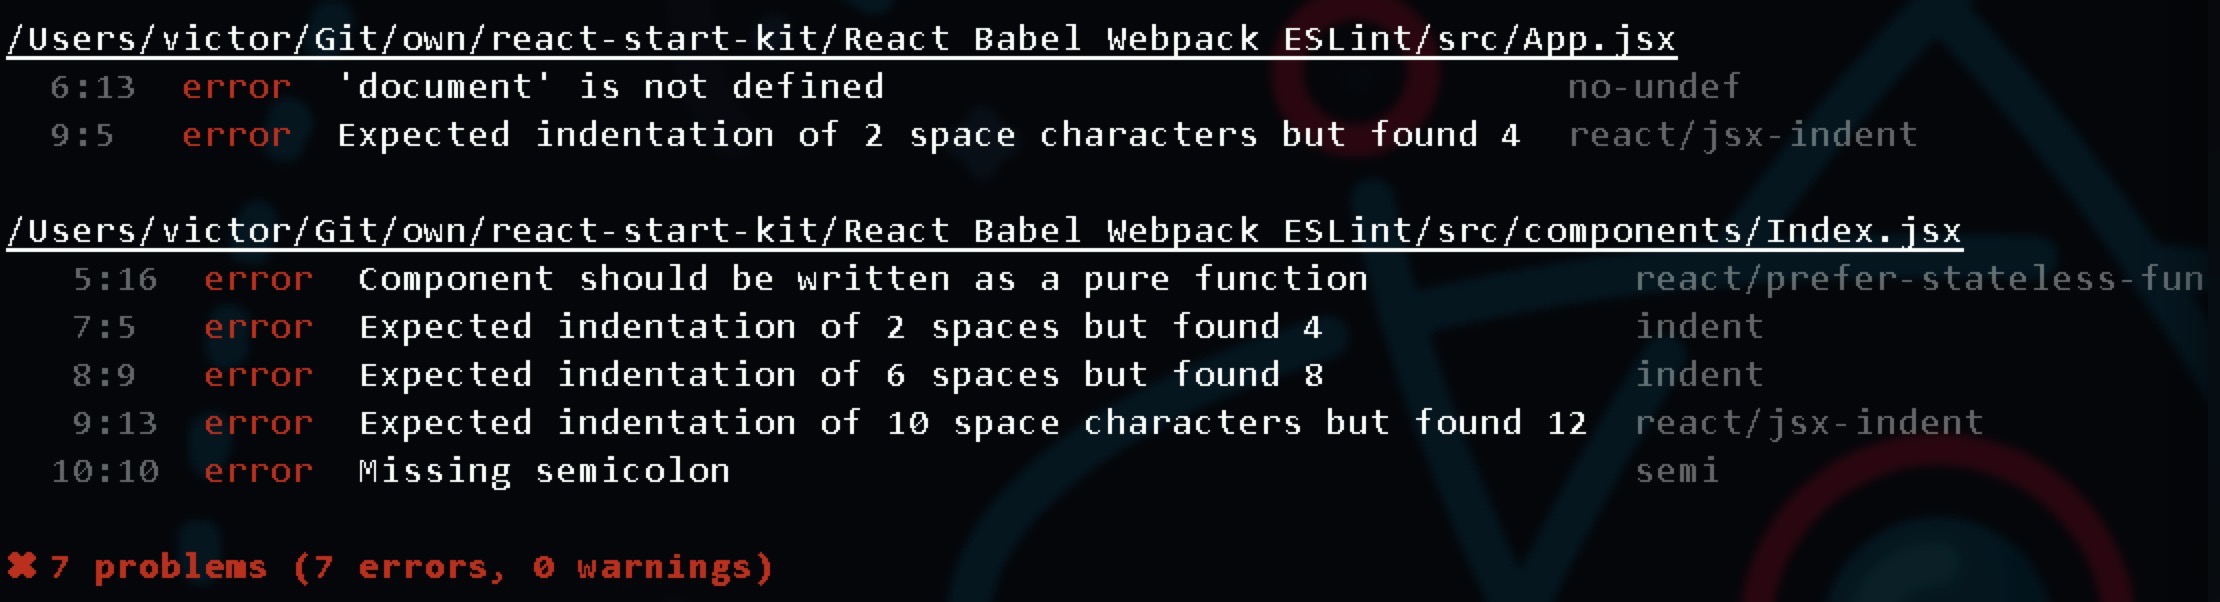 /Users/victor/Git/own/react-start-kit/React Babel Webpack ESLint/src/App.jsx
6:13 error 'document' is not defined no-undef
9:5 error Expected indentation of 2 space characters but found 4 react/jsx-indent
/Users/victor/Git/own/react-start-kit/React Babel Webpack ESLint/src/components/Index.jsx
5:16 error Component should be written as a pure function react/prefer-stateless-fun
7:5 error Expected indentation of 2 spaces but found 4 indent
8:9 error Expected indentation of 6 spaces but found 8 indent
9:13 error Expected indentation of 10 space characters but found 12 react/jsx-indent
10:10 error Missing semicolon semi
✖ 7 problems (7 errors, 0 warnings)